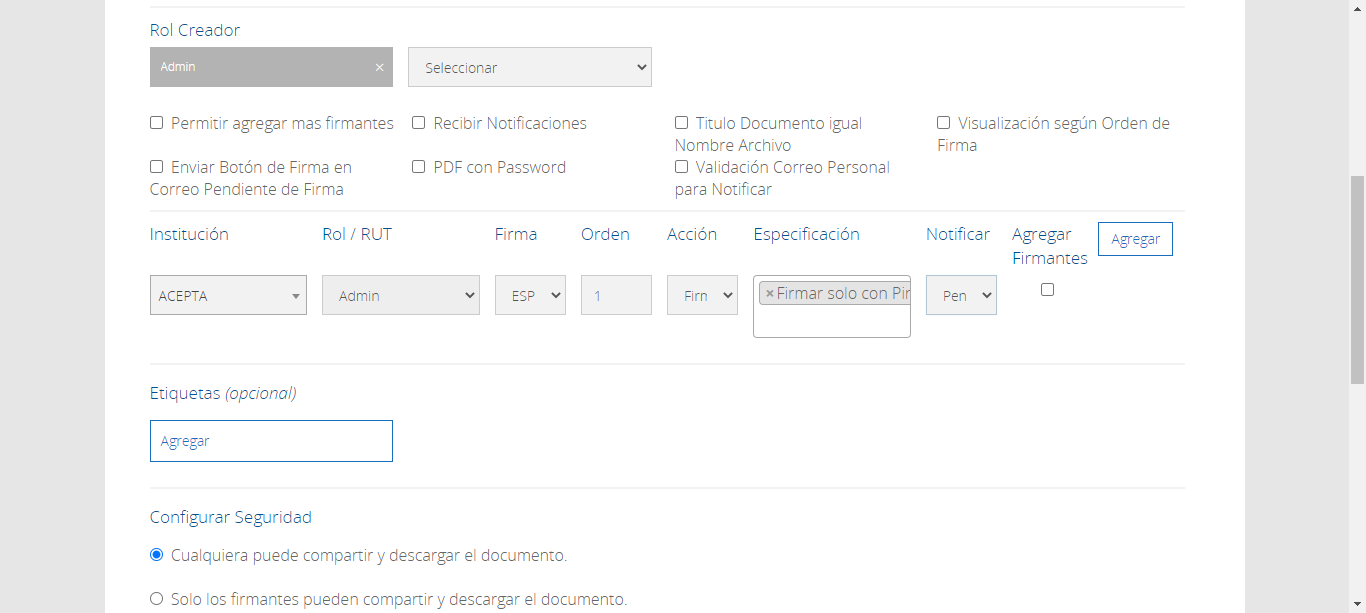 Rol Creador
Admin ×
Seleccionar
Permitir agregar mas firmantes
Recibir Notificaciones
Titulo Documento igual
Nombre Archivo
Visualización según Orden de
Firma
Enviar Botón de Firma en
Correo Pendiente de Firma
PDF con Password
Validación Correo Personal
para Notificar
Institución
Rol / RUT
Firma
Orden
Acción
Especificación
Notificar
Agregar
Firmantes
Agregar
ACEPTA
Admin
ESP
1
Firn
×Firmar solo con Pin
Pen
Etiquetas (opcional)
Agregar
Configurar Seguridad
Cualquiera puede compartir y descargar el documento.
Solo los firmantes pueden compartir y descargar el documento.